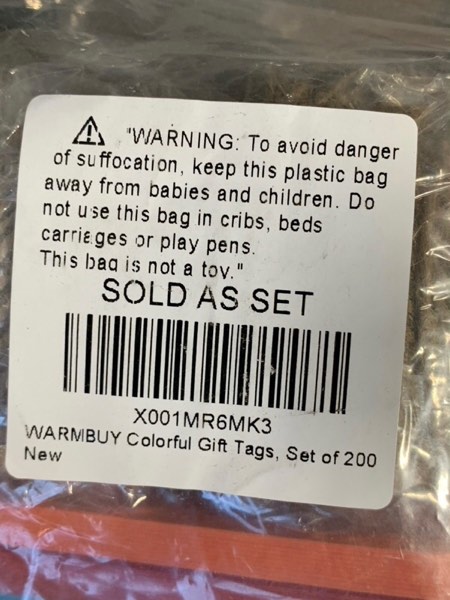 "WARNING: To avoid danger
of suffocation, keep this plastic bag
away from babies and children. Do
not use this bag in cribs, beds
carriages or play pens.
This bag is not a toy."
SOLD AS SET
X001MR6MK3
WARMBUY Colorful Gift Tags, Set of 200
New